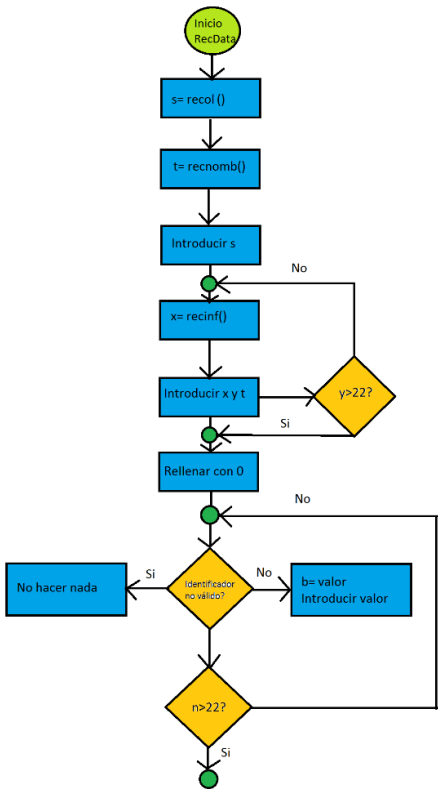 Inicio
RecData
s= recol ()
t= recnomb()
Introducir s
No
x= recinf()
Introducir x y t
y>22?
Si
Rellenar con 0
No
No hacer nada
Si
Identificador
no válido?
No
b= valor
Introducir valor
n>22?
Si